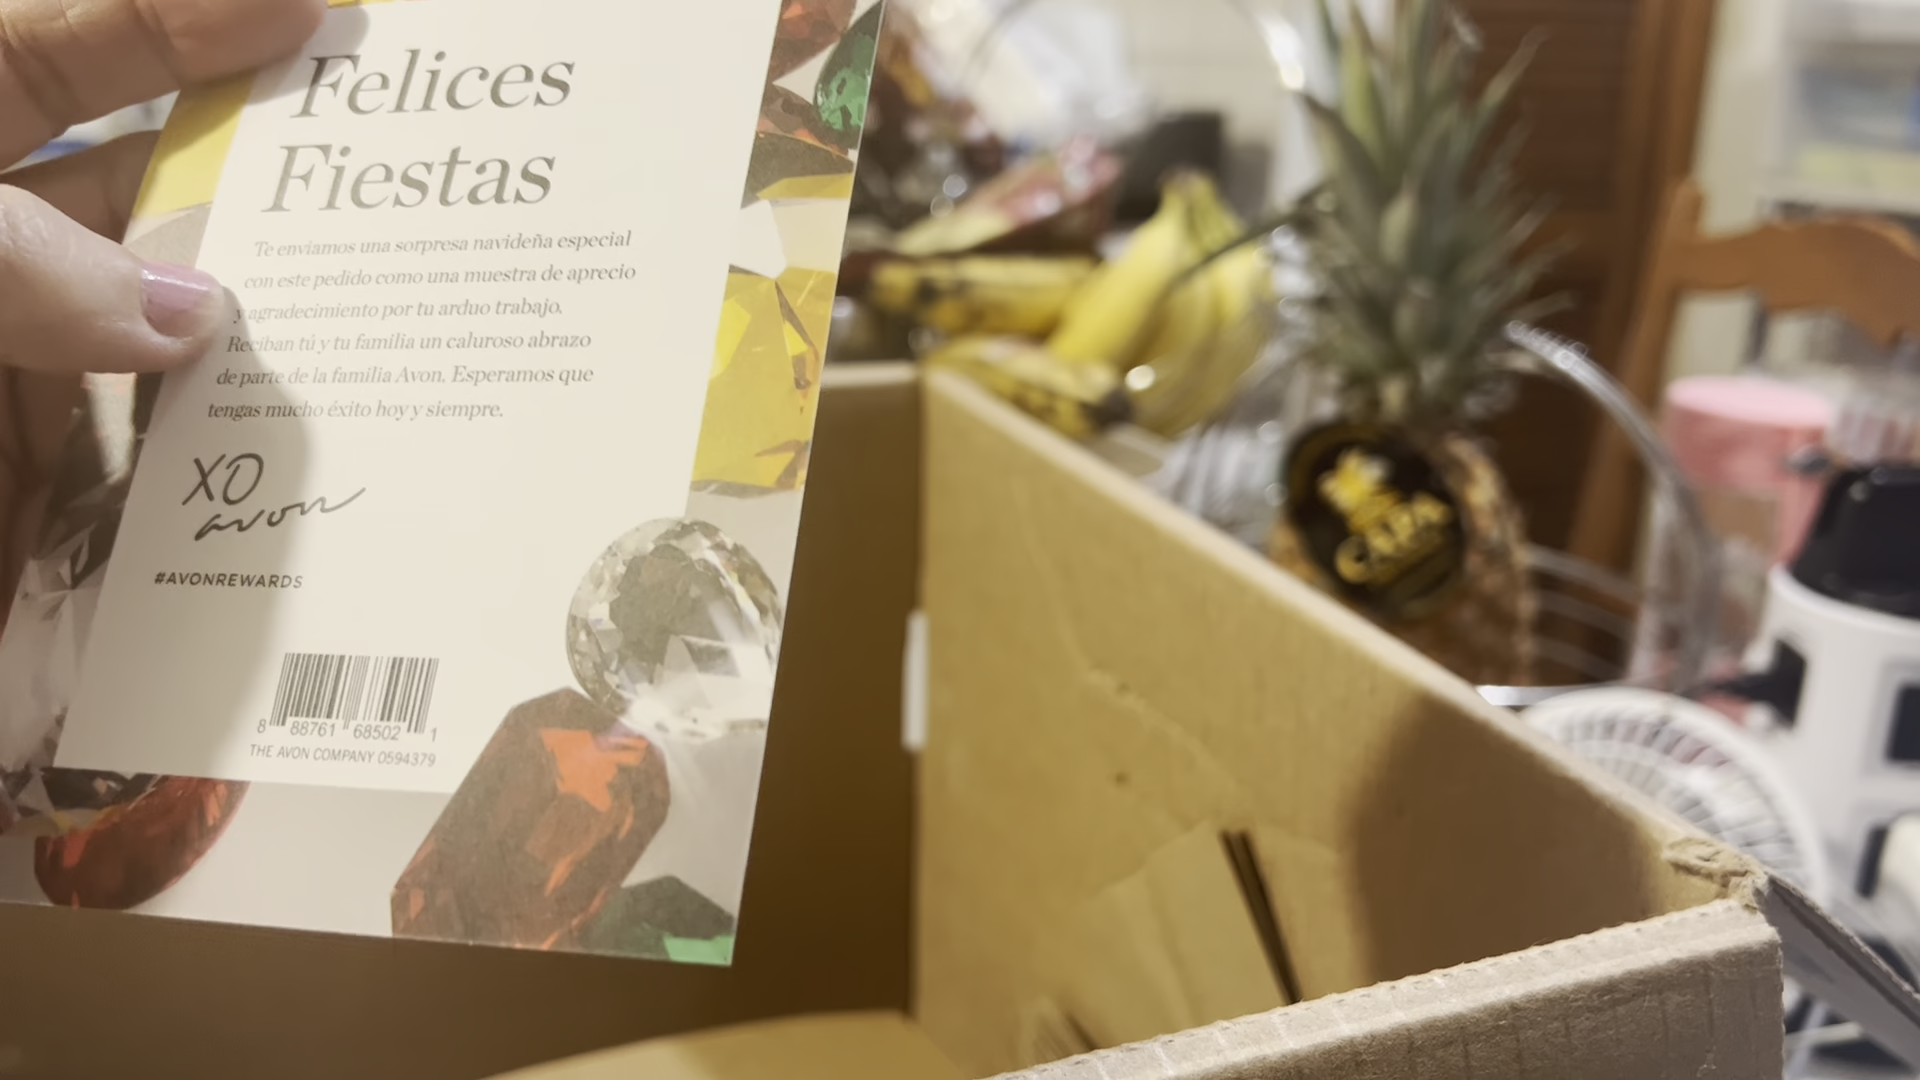 Felices
Fiestas
Te enviamos una sorpresa navideña especial
con este pedido como una muestra de aprecio
y agradecimiento por tu arduo trabajo.
Reciban tú y tu familia un caluroso abrazo
de parte de la familia Avon. Esperamos que
tengas mucho éxito hoy y siempre.
XO
avon
#AVONREWARDS
8 88761 68502 1
THE AVON COMPANY 0594379
CAPA